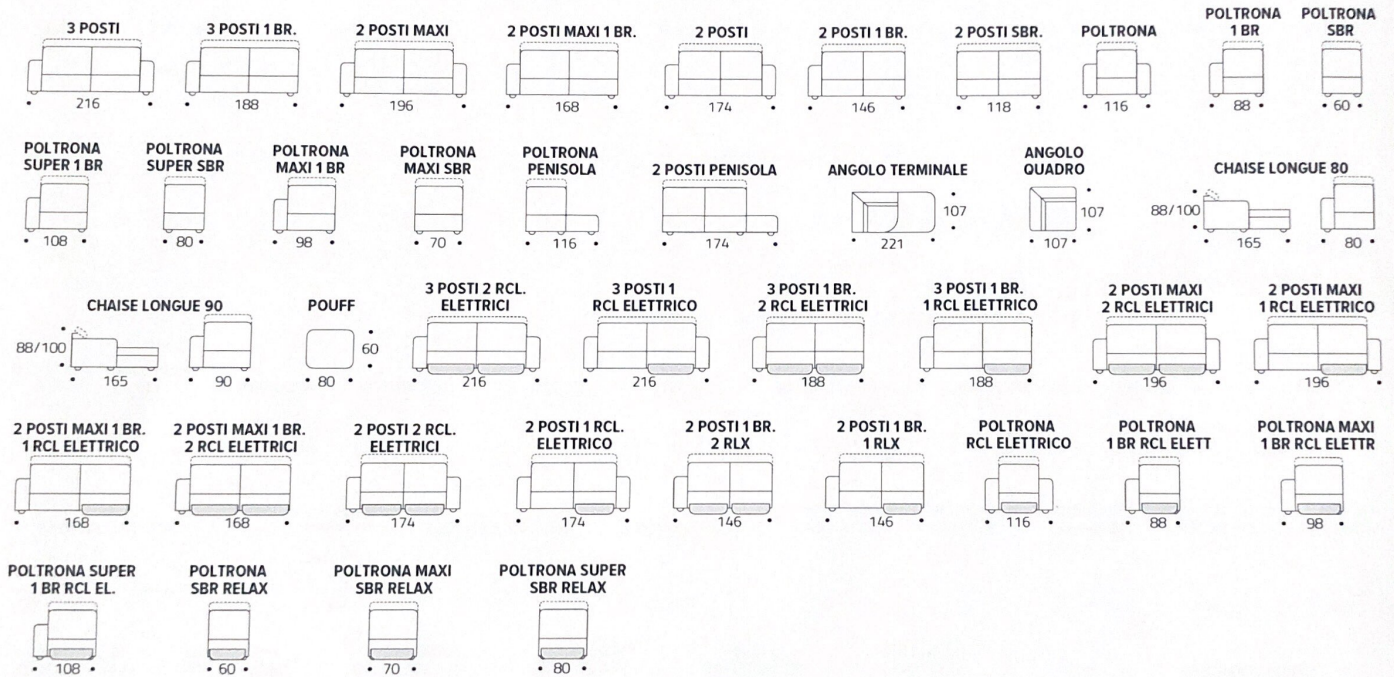 3 POSTI
216
3 POSTI 1 BR.
188
2 POSTI MAXI
196
2 POSTI MAXI 1 BR.
168
2 POSTI
174
2 POSTI 1 BR.
146
2 POSTI SBR.
118
POLTRONA
116
POLTRONA
1 BR
88
POLTRONA
SBR
60
POLTRONA
SUPER 1 BR
108
POLTRONA
SUPER SBR
80
POLTRONA
MAXI 1 BR
98
POLTRONA
MAXI SBR
70
POLTRONA
PENISOLA
116
2 POSTI PENISOLA
174
ANGOLO TERMINALE
107
221
ANGOLO
QUADRO
107
107
CHAISE LONGUE 80
88/100
165
80
CHAISE LONGUE 90
88/100
165
90
POUFF
60
80
3 POSTI 2 RCL.
ELETTRICI
216
3 POSTI 1
RCL ELETTRICO
216
3 POSTI 1 BR.
2 RCL ELETTRICI
188
3 POSTI 1 BR.
1 RCL ELETTRICO
188
2 POSTI MAXI
2 RCL ELETTRICI
196
2 POSTI MAXI
1 RCL ELETTRICO
196
2 POSTI MAXI 1 BR.
1 RCL ELETTRICO
168
2 POSTI MAXI 1 BR.
2 RCL ELETTRICI
168
2 POSTI 2 RCL.
ELETTRICI
174
2 POSTI 1 RCL.
ELETTRICO
174
2 POSTI 1 BR.
2 RLX
146
2 POSTI 1 BR.
1 RLX
146
POLTRONA
RCL ELETTRICO
116
POLTRONA
1 BR RCL ELETT
88
POLTRONA MAXI
1 BR RCL ELETTR
98
POLTRONA SUPER
1 BR RCL EL.
108
POLTRONA
SBR RELAX
60
POLTRONA MAXI
SBR RELAX
70
POLTRONA SUPER
SBR RELAX
80